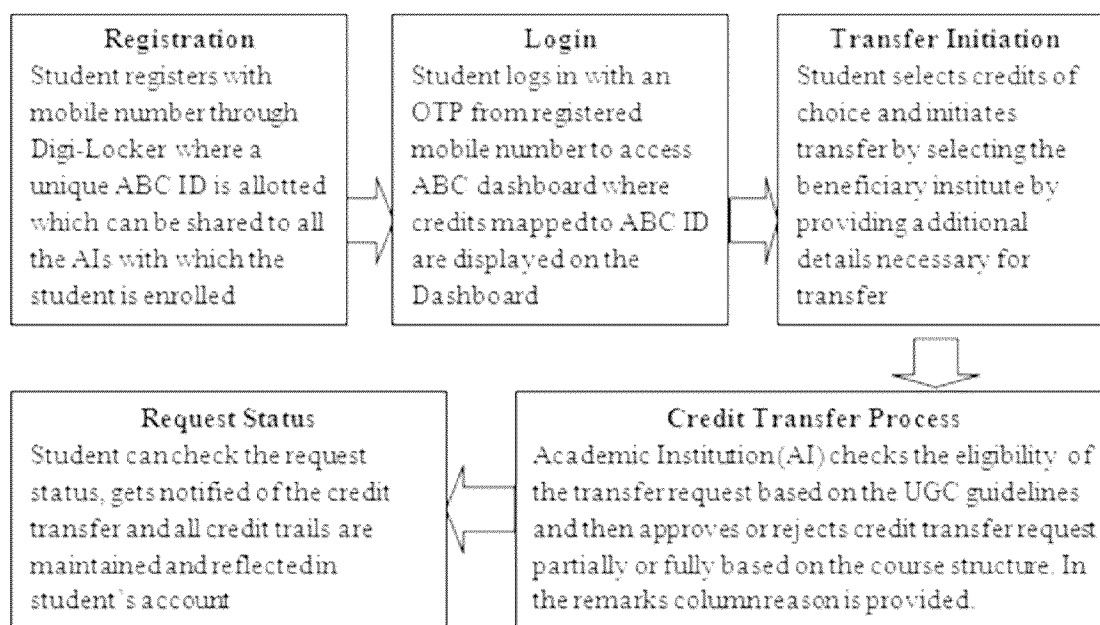 Registration
Student registers with
mobile number through
Digi-Locker where a
unique ABC ID is allotted
which can be shared to all
the AIs with which the
student is enrolled
Login
Student logs in with an
OTP from registered
mobile number to access
ABC dashboard where
credits mapped to ABC ID
are displayed on the
Dashboard
Transfer Initiation
Student selects credits of
choice and initiates
transfer by selecting the
beneficiary institute by
providing additional
details necessary for
transfer
Credit Transfer Process
Academic Institution(AI) checks the eligibility of
the transfer request based on the UGC guidelines
and then approves or rejects credit transfer request
partially or fully based on the course structure. In
the remarks column reason is provided.
Request Status
Student can check the request
status, gets notified of the credit
transfer and all credit trails are
maintained and reflected in
student's account